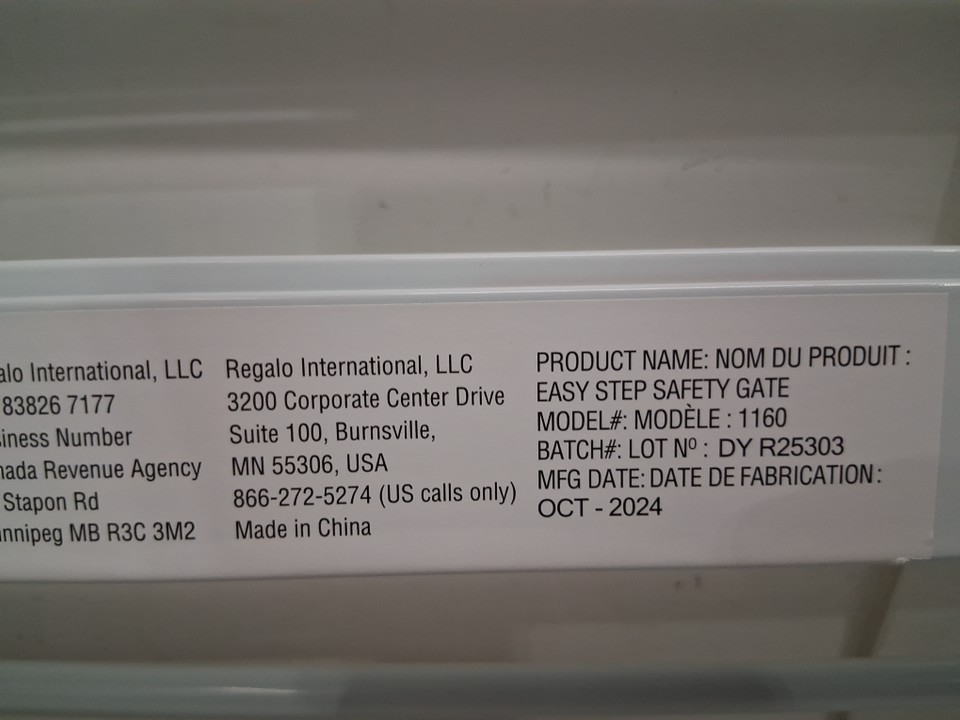 International, LLC
83826 7177
Number
Revenue Agency
Stapon Rd
MB R3C 3M2
Regalo International, LLC
3200 Corporate Center Drive
Suite 100, Burnsville,
MN 55306, USA
866-272-5274 (US calls only)
Made in China
PRODUCT NAME: NOM DU PRODUIT :
EASY STEP SAFETY GATE
MODEL#: MODÈLE : 1160
BATCH#: LOT Nº : DY R25303
MFG DATE: DATE DE FABRICATION :
OCT - 2024